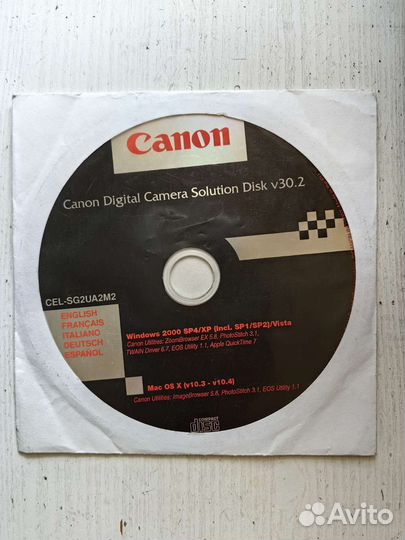 Canon
Canon Digital Camera Solution Disk v30.2
CEL-SG2UA2M2
ENGLISH
FRANÇAIS
ITALIANO
DEUTSCH
ESPAÑOL
Windows 2000 SP4/XP (incl. SP1/SP2)/Vista
Canon Utilities: ZoomBrowser EX 5.8, PhotoStitch 3.1,
TWAIN Driver 6.7, EOS Utility 1.1, Apple QuickTime 7
Mac OS X (v10.3 - v10.4)
Canon Utilities: ImageBrowser 5.8, PhotoStitch 3.1, EOS Utility 1.1
COMPACT
disc
Avito